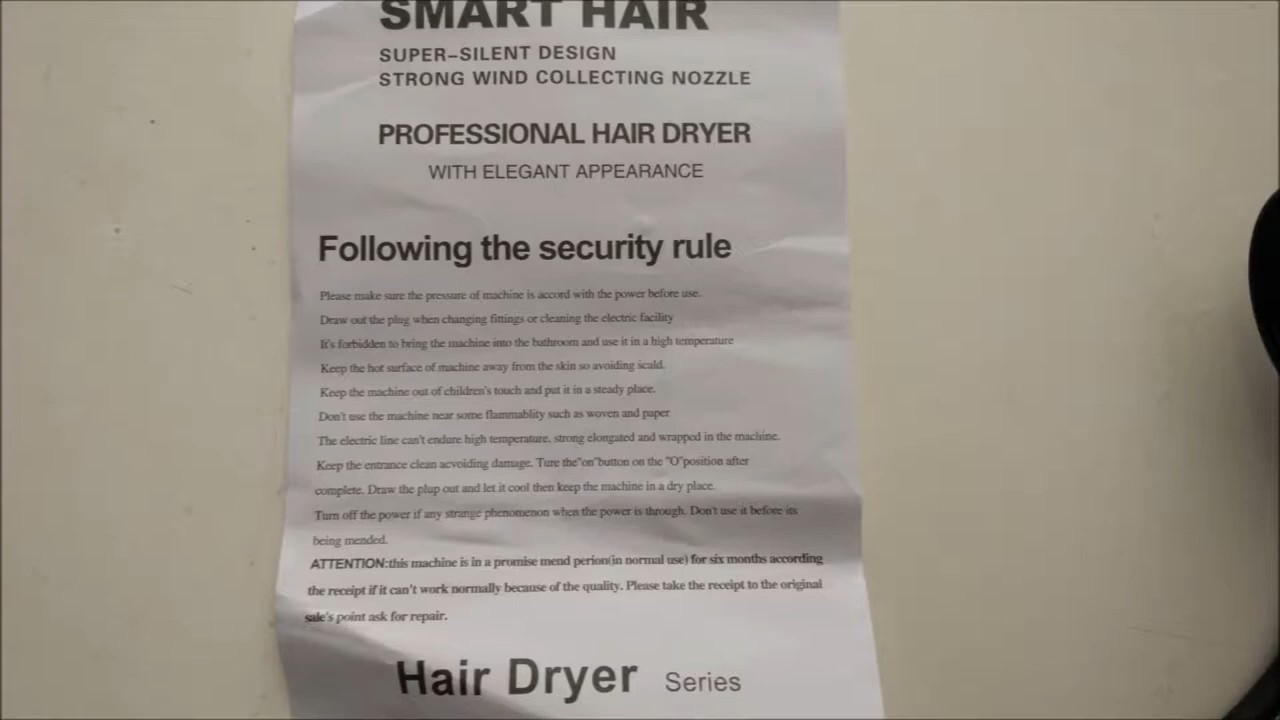 SMART HAIR
SUPER-SILENT DESIGN
STRONG WIND COLLECTING NOZZLE
PROFESSIONAL HAIR DRYER
WITH ELEGANT APPEARANCE
Following the security rule
Please make sure the pressure of machine is accord with the power before use.
Draw out the plug when changing fittings or cleaning the electric facility
It's forbidden to bring the machine into the bathroom and use it in a high temperature
Keep the hot surface of machine away from the skin so avoiding scald.
Keep the machine out of children's touch and put it in a steady place.
Don't use the machine near some flammablity such as woven and paper
The electric line can't endure high temperature, strong elongated and wrapped in the machine.
Keep the entrance clean acvoiding damage. Ture the"on"button on the "O"position after
complete. Draw the plup out and let it cool then keep the machine in a dry place.
Turn off the power if any strange phenomenon when the power is through. Don't use it before its
being mended.
ATTENTION:this machine is in a promise mend perion(in normal use) for six months according
the receipt if it can't work normally because of the quality. Please take the receipt to the original
sale's point ask for repair.
Hair Dryer Series